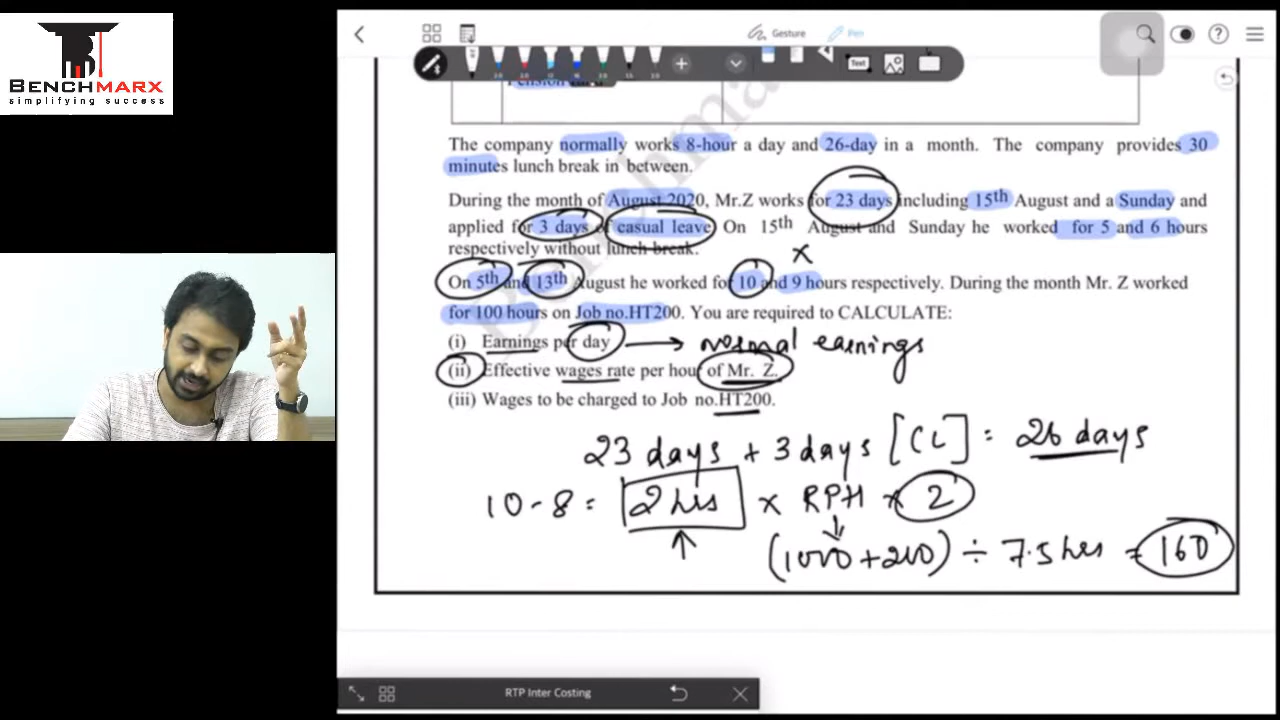 BENCHMARX
simplifying success
Gesture
Pen
Text
Pension
The company normally works 8-hour a day and 26-day in a month. The company provides 30
minutes lunch break in between.
During the month of August 2020, Mr.Z works for 23 days including 15th August and a Sunday and
applied for 3 days of casual leave On 15th August and Sunday he worked for 5 and 6 hours
respectively without lunch break.
x
On 5th and 13th August he worked for 10 and 9 hours respectively. During the month Mr. Z worked
for 100 hours on Job no.HT200. You are required to CALCULATE:
(i) Earnings per day → normal earnings
(ii) Effective wages rate per hour of Mr. Z.
(iii) Wages to be charged to Job no.HT200.
23 days + 3 days [CL] = 26 days
10 - 8 = 2 hrs x RPH x 2
(1000 + 200) ÷ 7.5 hrs = 160
RTP Inter Costing